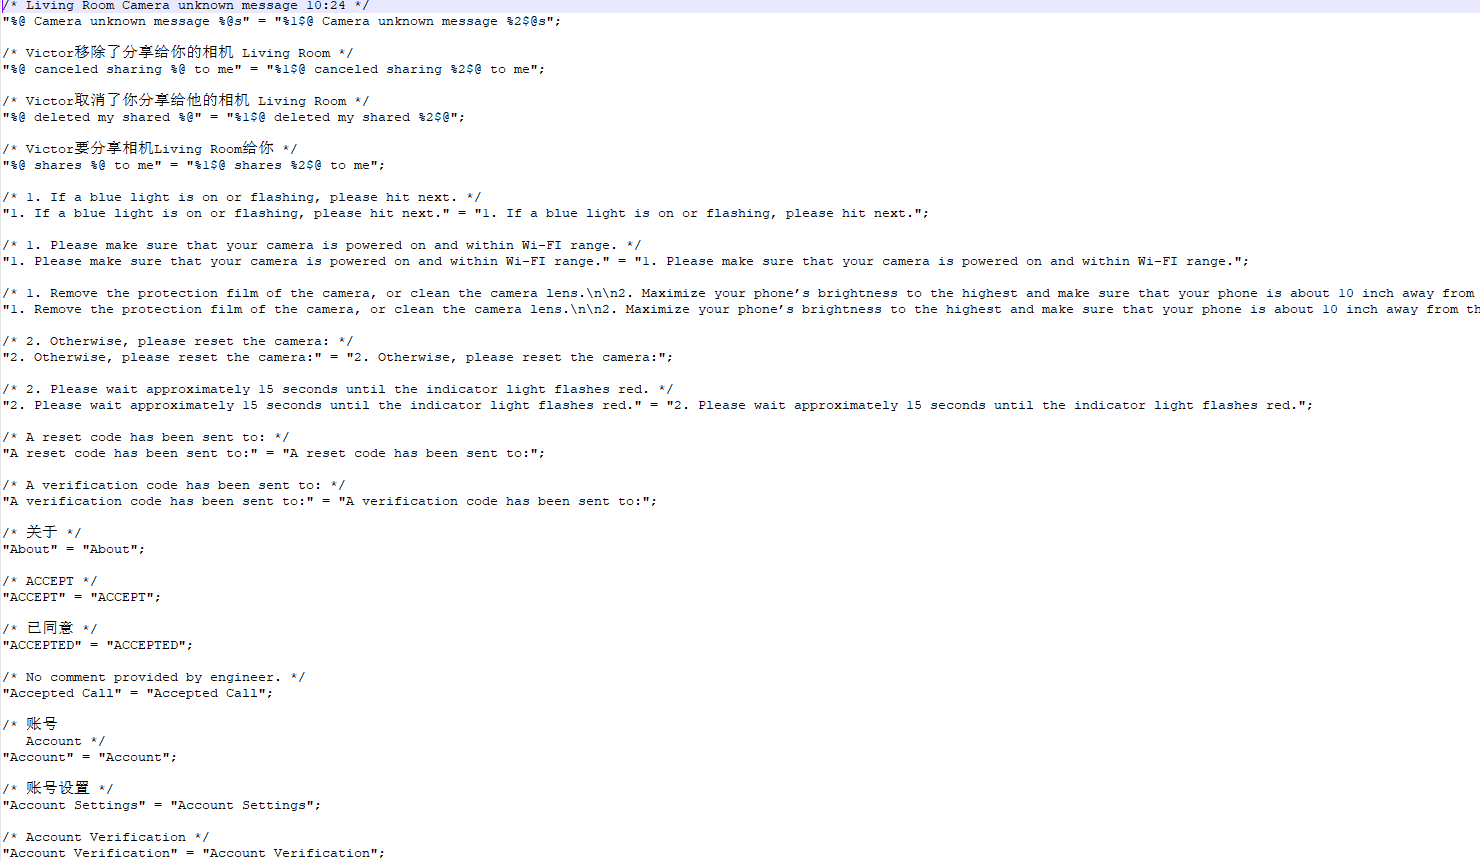 /* Living Room Camera unknown message 10:24 */
"%@ Camera unknown message %@s" = "%1$@ Camera unknown message %2$@s";
/* Victor移除了分享给你的相机 Living Room */
"%@ canceled sharing %@ to me" = "%1$@ canceled sharing %2$@ to me";
/* Victor取消了你分享给他的相机 Living Room */
"%@ deleted my shared %@" = "%1$@ deleted my shared %2$@";
/* Victor要分享相机Living Room给你 */
"%@ shares %@ to me" = "%1$@ shares %2$@ to me";
/* 1. If a blue light is on or flashing, please hit next. */
"1. If a blue light is on or flashing, please hit next." = "1. If a blue light is on or flashing, please hit next.";
/* 1. Please make sure that your camera is powered on and within Wi-FI range. */
"1. Please make sure that your camera is powered on and within Wi-FI range." = "1. Please make sure that your camera is powered on and within Wi-FI range.";
/* 1. Remove the protection film of the camera, or clean the camera lens.\n\n2. Maximize your phone’s brightness to the highest and make sure that your phone is about 10 inch away from
"1. Remove the protection film of the camera, or clean the camera lens.\n\n2. Maximize your phone’s brightness to the highest and make sure that your phone is about 10 inch away from th
/* 2. Otherwise, please reset the camera: */
"2. Otherwise, please reset the camera:" = "2. Otherwise, please reset the camera:";
/* 2. Please wait approximately 15 seconds until the indicator light flashes red. */
"2. Please wait approximately 15 seconds until the indicator light flashes red." = "2. Please wait approximately 15 seconds until the indicator light flashes red.";
/* A reset code has been sent to: */
"A reset code has been sent to:" = "A reset code has been sent to:";
/* A verification code has been sent to: */
"A verification code has been sent to:" = "A verification code has been sent to:";
/* 关于 */
"About" = "About";
/* ACCEPT */
"ACCEPT" = "ACCEPT";
/* 已同意 */
"ACCEPTED" = "ACCEPTED";
/* No comment provided by engineer. */
"Accepted Call" = "Accepted Call";
/* 账号
Account */
"Account" = "Account";
/* 账号设置 */
"Account Settings" = "Account Settings";
/* Account Verification */
"Account Verification" = "Account Verification";